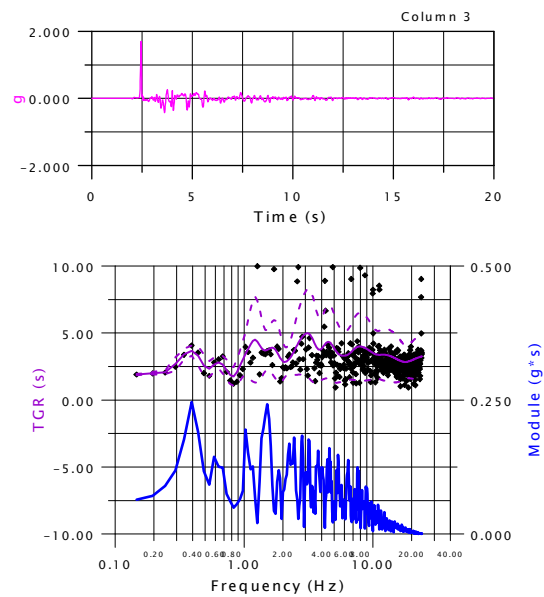 Column 3
2.000
g
0.000
-2.000
0 5 10 15 20
Time (s)
10.00 0.500
5.00
TGR (s)
0.00 0.250
Module (g*s)
-5.00
-10.00 0.000
0.20 0.40 0.60 0.80 2.00 4.00 6.00 8.00 20.00 40.00
0.10 1.00 10.00
Frequency (Hz)